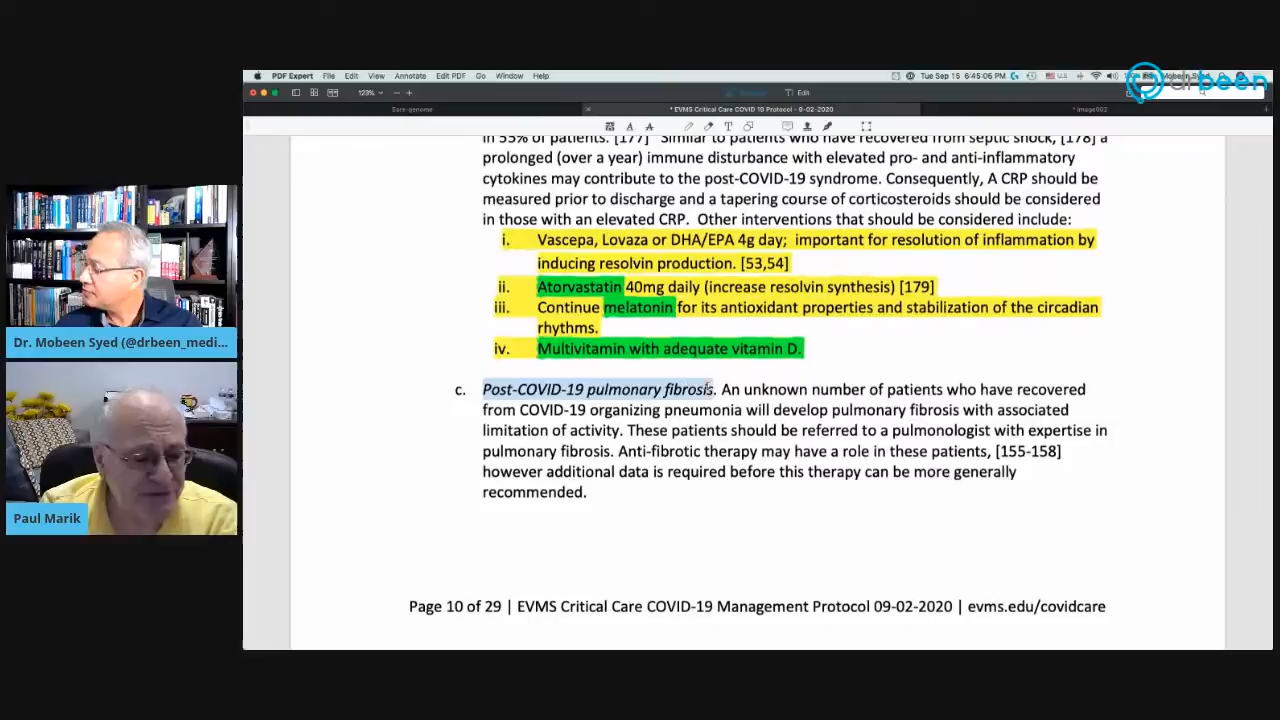 drbeen
PDF Expert File Edit View Annotate Edit PDF Go Window Help
Tue Sep 15 6:45:06 PM
123%
Edit
* EVMS Critical Care COVID 19 Protocol - 9-02-2020
* image002
in 55% of patients. [177] Similar to patients who have recovered from septic shock, [178] a
prolonged (over a year) immune disturbance with elevated pro- and anti-inflammatory
cytokines may contribute to the post-COVID-19 syndrome. Consequently, A CRP should be
measured prior to discharge and a tapering course of corticosteroids should be considered
in those with an elevated CRP. Other interventions that should be considered include:
i. Vascepa, Lovaza or DHA/EPA 4g day; important for resolution of inflammation by
inducing resolvin production. [53,54]
ii. Atorvastatin 40mg daily (increase resolvin synthesis) [179]
iii. Continue melatonin for its antioxidant properties and stabilization of the circadian
rhythms.
iv. Multivitamin with adequate vitamin D.
c. Post-COVID-19 pulmonary fibrosis. An unknown number of patients who have recovered
from COVID-19 organizing pneumonia will develop pulmonary fibrosis with associated
limitation of activity. These patients should be referred to a pulmonologist with expertise in
pulmonary fibrosis. Anti-fibrotic therapy may have a role in these patients, [155-158]
however additional data is required before this therapy can be more generally
recommended.
Page 10 of 29 | EVMS Critical Care COVID-19 Management Protocol 09-02-2020 | evms.edu/covidcare
Dr. Mobeen Syed (@drbeen_medi...
Paul Marik